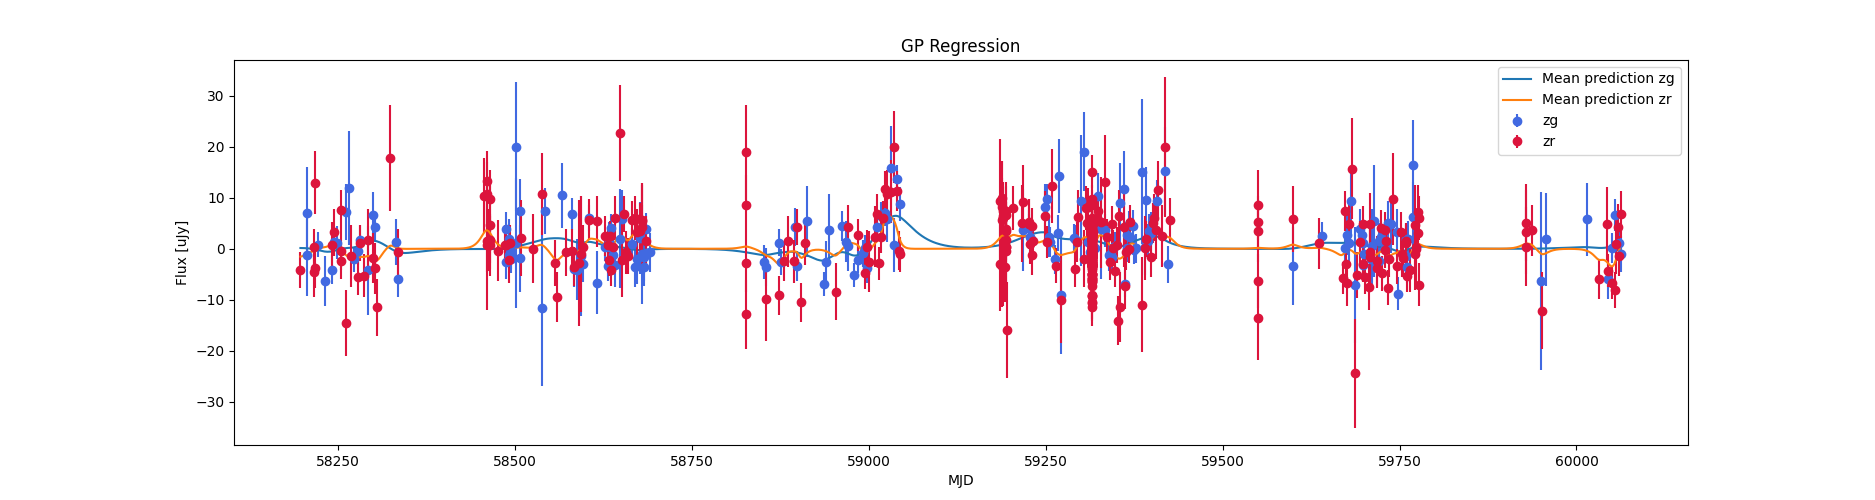 GP Regression
Flux [uJy]
30
20
10
0
−10
−20
−30
58250
58500
58750
59000
59250
59500
59750
60000
MJD
Mean prediction zg
Mean prediction zr
zg
zr